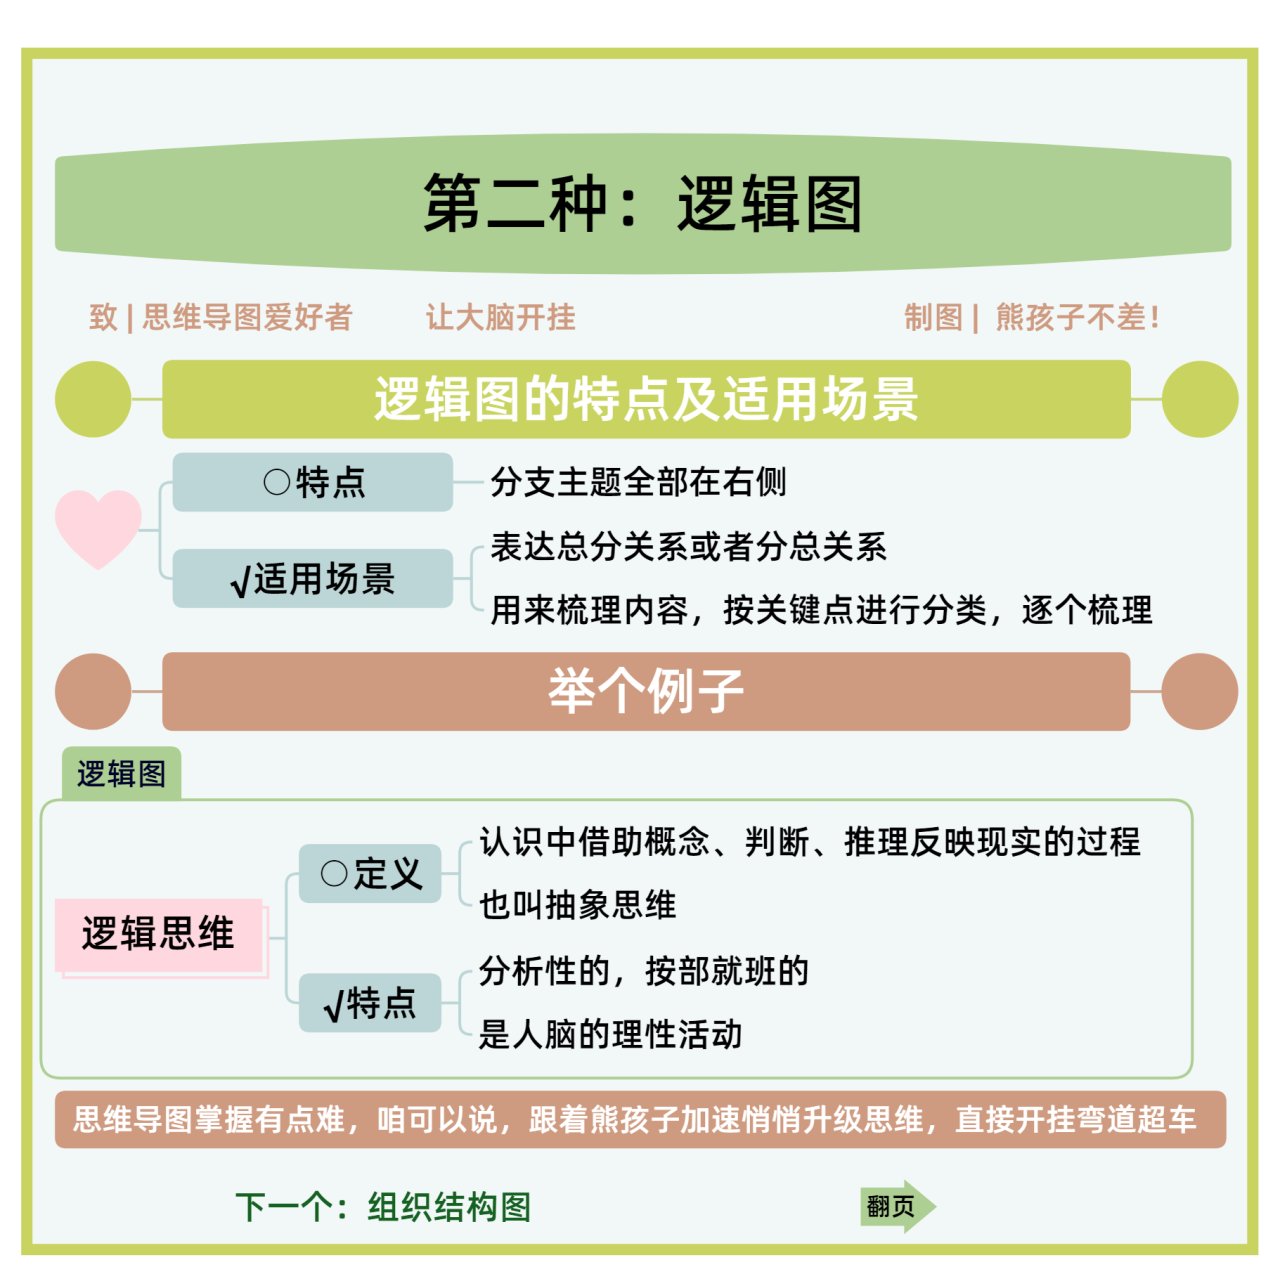 第二种：逻辑图
致 | 思维导图爱好者 让大脑开挂 制图 | 熊孩子不差！
逻辑图的特点及适用场景
○特点
分支主题全部在右侧
√适用场景
表达总分关系或者分总关系
用来梳理内容，按关键点进行分类，逐个梳理
举个例子
逻辑图
逻辑思维
○定义
认识中借助概念、判断、推理反映现实的过程
也叫抽象思维
√特点
分析性的，按部就班的
是人脑的理性活动
思维导图掌握有点难，咱可以说，跟着熊孩子加速悄悄升级思维，直接开挂弯道超车
下一个：组织结构图
翻页